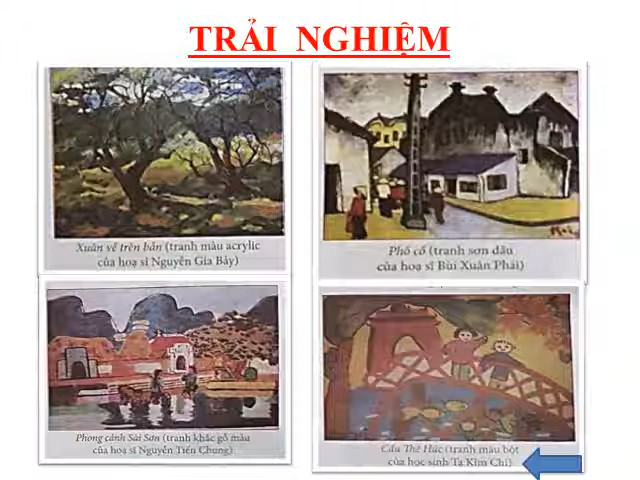 TRẢI NGHIỆM
Xuân về trên bản (tranh màu acrylic
của hoạ sĩ Nguyễn Gia Bảy)
Phố cổ (tranh sơn dầu
của hoạ sĩ Bùi Xuân Phái)
Phong cảnh Sài Sơn (tranh khắc gỗ màu
của hoạ sĩ Nguyễn Tiến Chung)
Cầu Thê Húc (tranh màu bột
của học sinh Tạ Kim Chi)